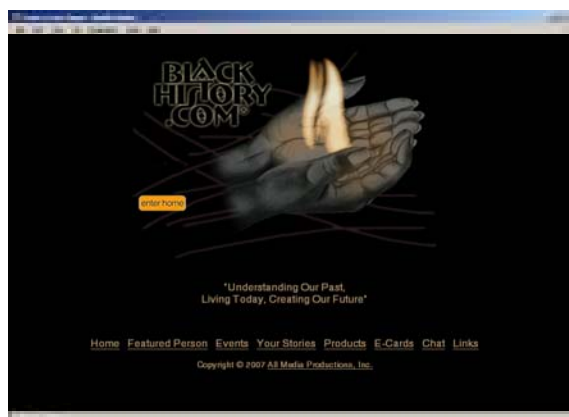 BLACK
HISTORY
.COM®
enter home
"Understanding Our Past,
Living Today, Creating Our Future"
Home Featured Person Events Your Stories Products E-Cards Chat Links
Copyright © 2007 All Media Productions, Inc.